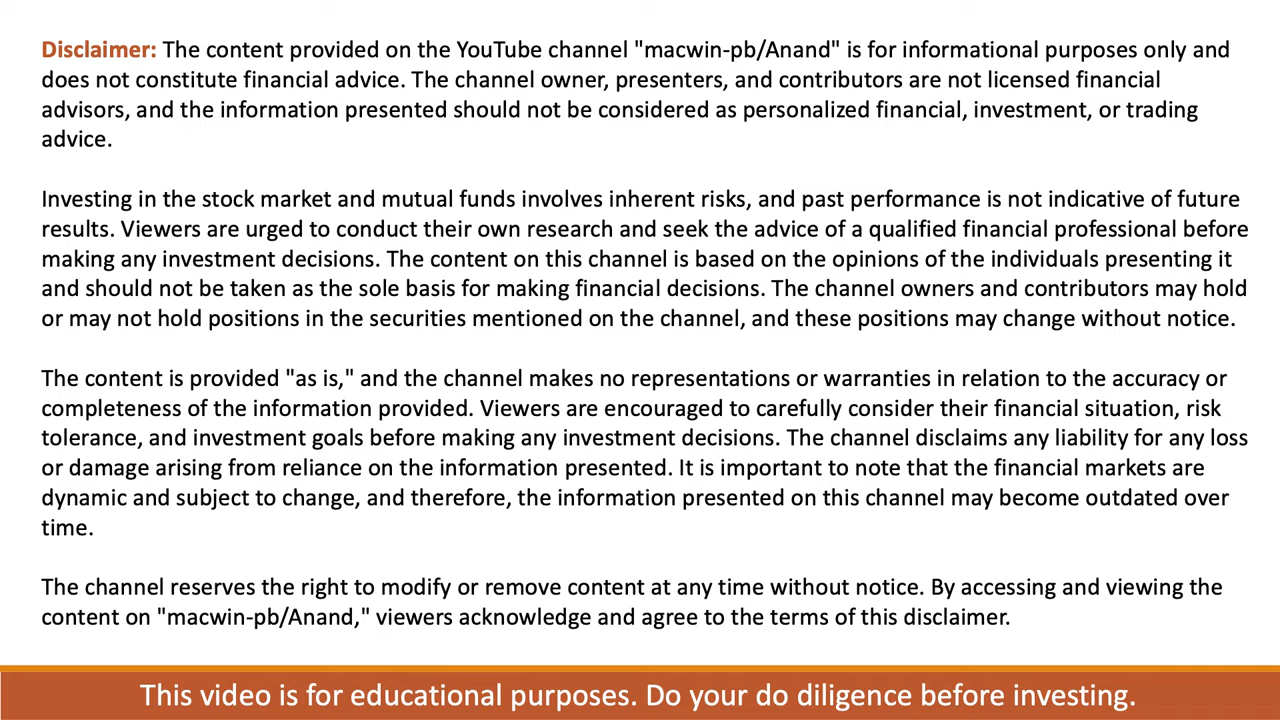 Disclaimer: The content provided on the YouTube channel "macwin-pb/Anand" is for informational purposes only and
does not constitute financial advice. The channel owner, presenters, and contributors are not licensed financial
advisors, and the information presented should not be considered as personalized financial, investment, or trading
advice.
Investing in the stock market and mutual funds involves inherent risks, and past performance is not indicative of future
results. Viewers are urged to conduct their own research and seek the advice of a qualified financial professional before
making any investment decisions. The content on this channel is based on the opinions of the individuals presenting it
and should not be taken as the sole basis for making financial decisions. The channel owners and contributors may hold
or may not hold positions in the securities mentioned on the channel, and these positions may change without notice.
The content is provided "as is," and the channel makes no representations or warranties in relation to the accuracy or
completeness of the information provided. Viewers are encouraged to carefully consider their financial situation, risk
tolerance, and investment goals before making any investment decisions. The channel disclaims any liability for any loss
or damage arising from reliance on the information presented. It is important to note that the financial markets are
dynamic and subject to change, and therefore, the information presented on this channel may become outdated over
time.
The channel reserves the right to modify or remove content at any time without notice. By accessing and viewing the
content on "macwin-pb/Anand," viewers acknowledge and agree to the terms of this disclaimer.
This video is for educational purposes. Do your do diligence before investing.